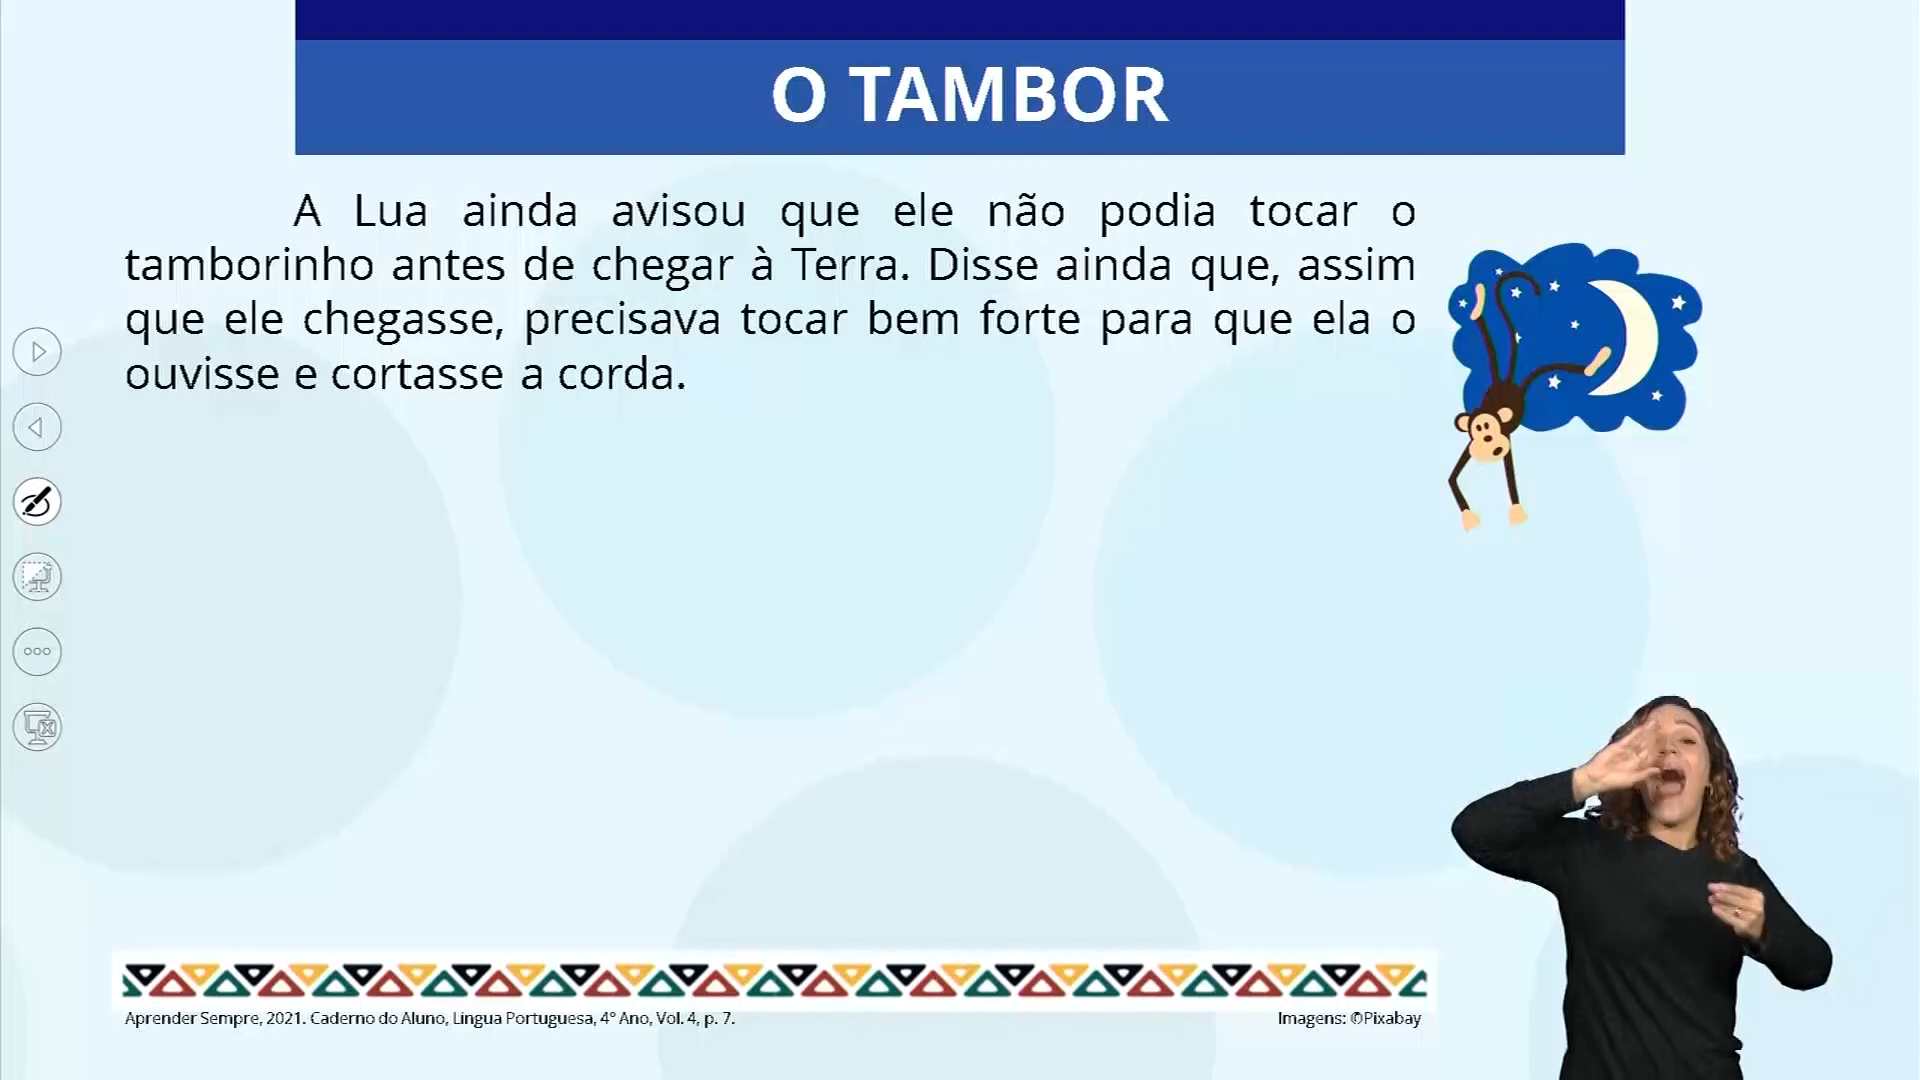 O TAMBOR
A Lua ainda avisou que ele não podia tocar o
tamborinho antes de chegar à Terra. Disse ainda que, assim
que ele chegasse, precisava tocar bem forte para que ela o
ouvisse e cortasse a corda.
Aprender Sempre, 2021. Caderno do Aluno, Língua Portuguesa, 4° Ano, Vol. 4, p. 7.
Imagens: ©Pixabay